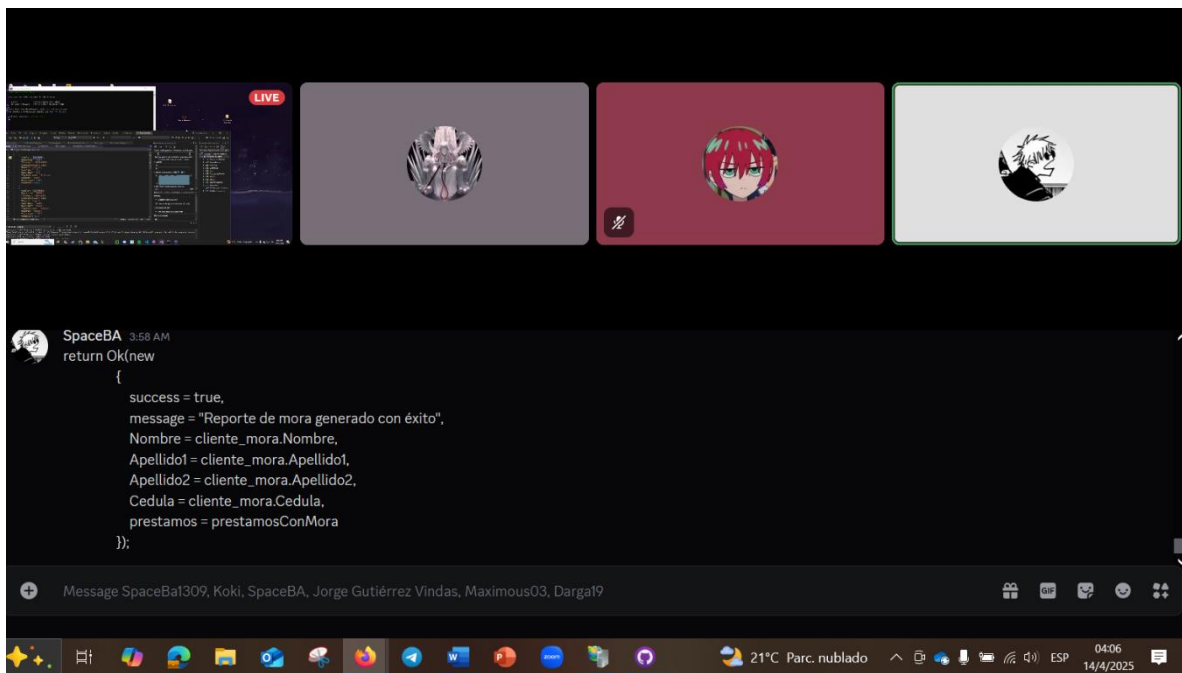 LIVE
SpaceBA 3:58 AM
return Ok(new
{
success = true,
message = "Reporte de mora generado con éxito",
Nombre = cliente_mora.Nombre,
Apellido1 = cliente_mora.Apellido1,
Apellido2 = cliente_mora.Apellido2,
Cedula = cliente_mora.Cedula,
prestamos = prestamosConMora
});
Message SpaceBa1309, Koki, SpaceBA, Jorge Gutiérrez Vindas, Maximous03, Darga19
GIF
zoom
21°C Parc. nublado
ESP
04:06
14/4/2025